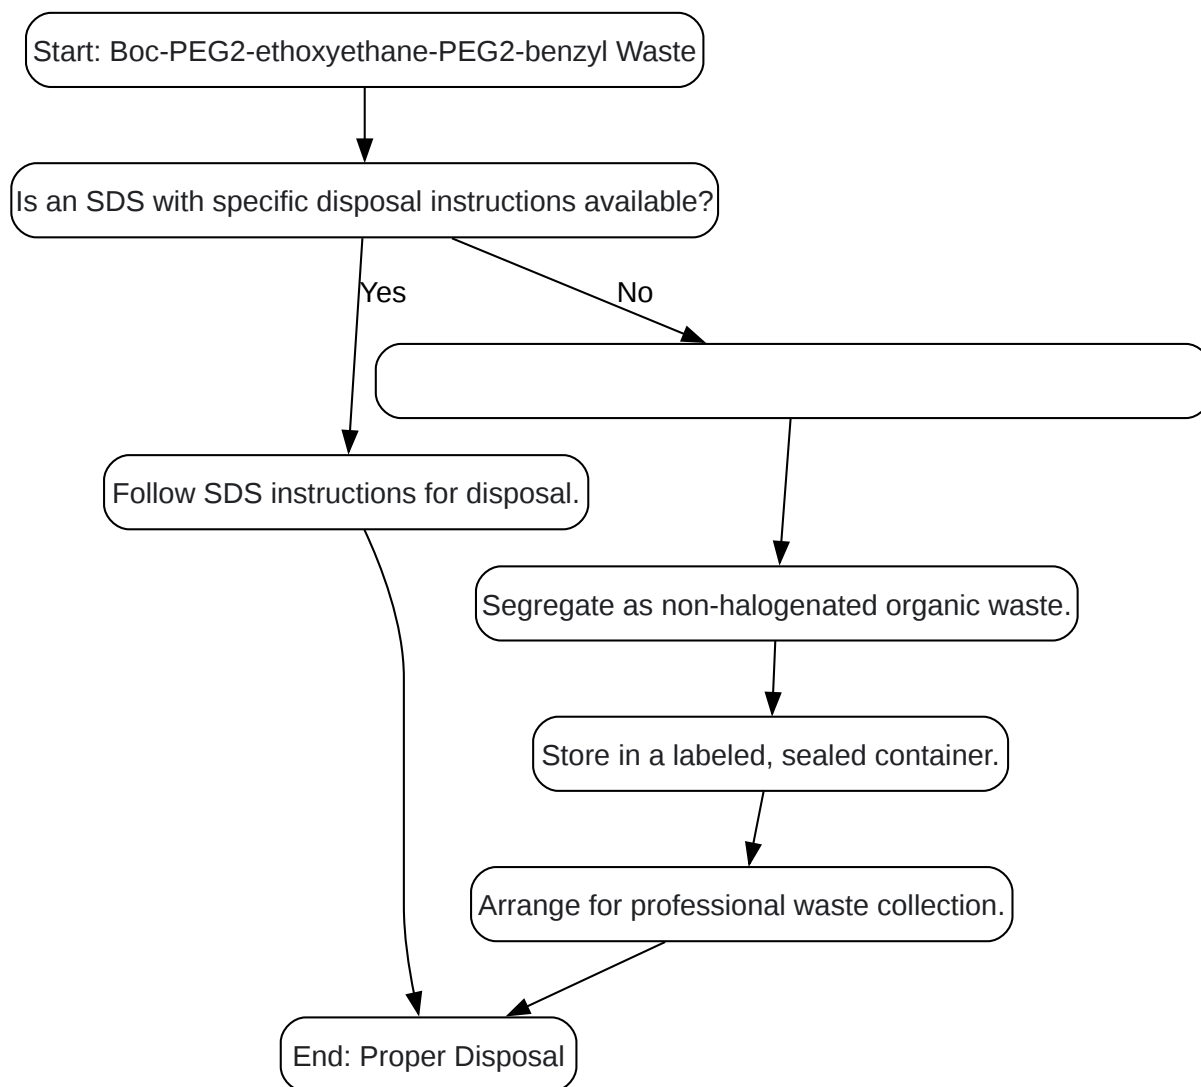 Start: Boc-PEG2-ethoxyethane-PEG2-benzyl Waste
Is an SDS with specific disposal instructions available?
Yes
No
Follow SDS instructions for disposal.
Segregate as non-halogenated organic waste.
Store in a labeled, sealed container.
Arrange for professional waste collection.
End: Proper Disposal